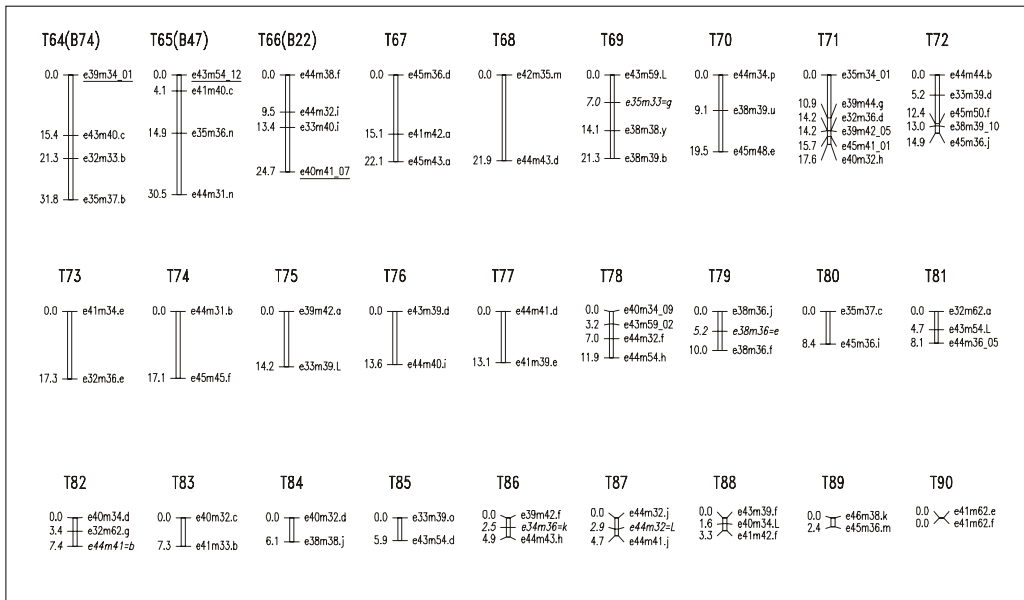 T64(B74) T65(B47) T66(B22) T67 T68 T69 T70 T71 T72
0.0 e39m34_01
15.4 e43m40.c
21.3 e32m33.b
31.8 e35m37.b
0.0 e43m54_12
4.1 e41m40.c
14.9 e35m36.n
30.5 e44m31.n
0.0 e44m38.f
9.5 e44m32.i
13.4 e33m40.i
24.7 e40m41_07
0.0 e45m36.d
15.1 e41m42.a
22.1 e45m43.a
0.0 e42m35.m
21.9 e44m43.d
0.0 e43m59.L
7.0 e35m33=g
14.1 e38m38.y
21.3 e38m39.b
0.0 e44m34.p
9.1 e38m39.u
19.5 e45m48.e
0.0 e35m34_01
10.9 e39m44.g
14.2 e32m36.d
14.2 e39m42_05
15.7 e45m41_01
17.6 e40m32.h
0.0 e44m44.b
5.2 e33m39.d
12.4 e45m50.f
13.0 e38m39_10
14.9 e45m36.j
T73 T74 T75 T76 T77 T78 T79 T80 T81
0.0 e41m34.e
17.3 e32m36.e
0.0 e44m31.b
17.1 e45m45.f
0.0 e39m42.a
14.2 e33m39.L
0.0 e43m39.d
13.6 e44m40.i
0.0 e44m41.d
13.1 e41m39.e
0.0 e40m34_09
3.2 e43m59_02
7.0 e44m32.f
11.9 e44m54.h
0.0 e38m36.j
5.2 e38m36=e
10.0 e38m36.f
0.0 e35m37.c
8.4 e45m36.i
0.0 e32m62.a
4.7 e43m54.L
8.1 e44m36_05
T82 T83 T84 T85 T86 T87 T88 T89 T90
0.0 e40m34.d
3.4 e32m62.g
7.4 e44m41=b
0.0 e40m32.c
7.3 e41m33.b
0.0 e40m32.d
6.1 e38m38.j
0.0 e33m39.o
5.9 e43m54.d
0.0 e39m42.f
2.5 e34m36=k
4.9 e44m43.h
0.0 e44m32.j
2.9 e44m32=L
4.7 e44m41.j
0.0 e43m39.f
1.6 e40m34.L
3.3 e41m42.f
0.0 e46m38.k
2.4 e45m36.m
0.0 e41m62.e
0.0 e41m62.f